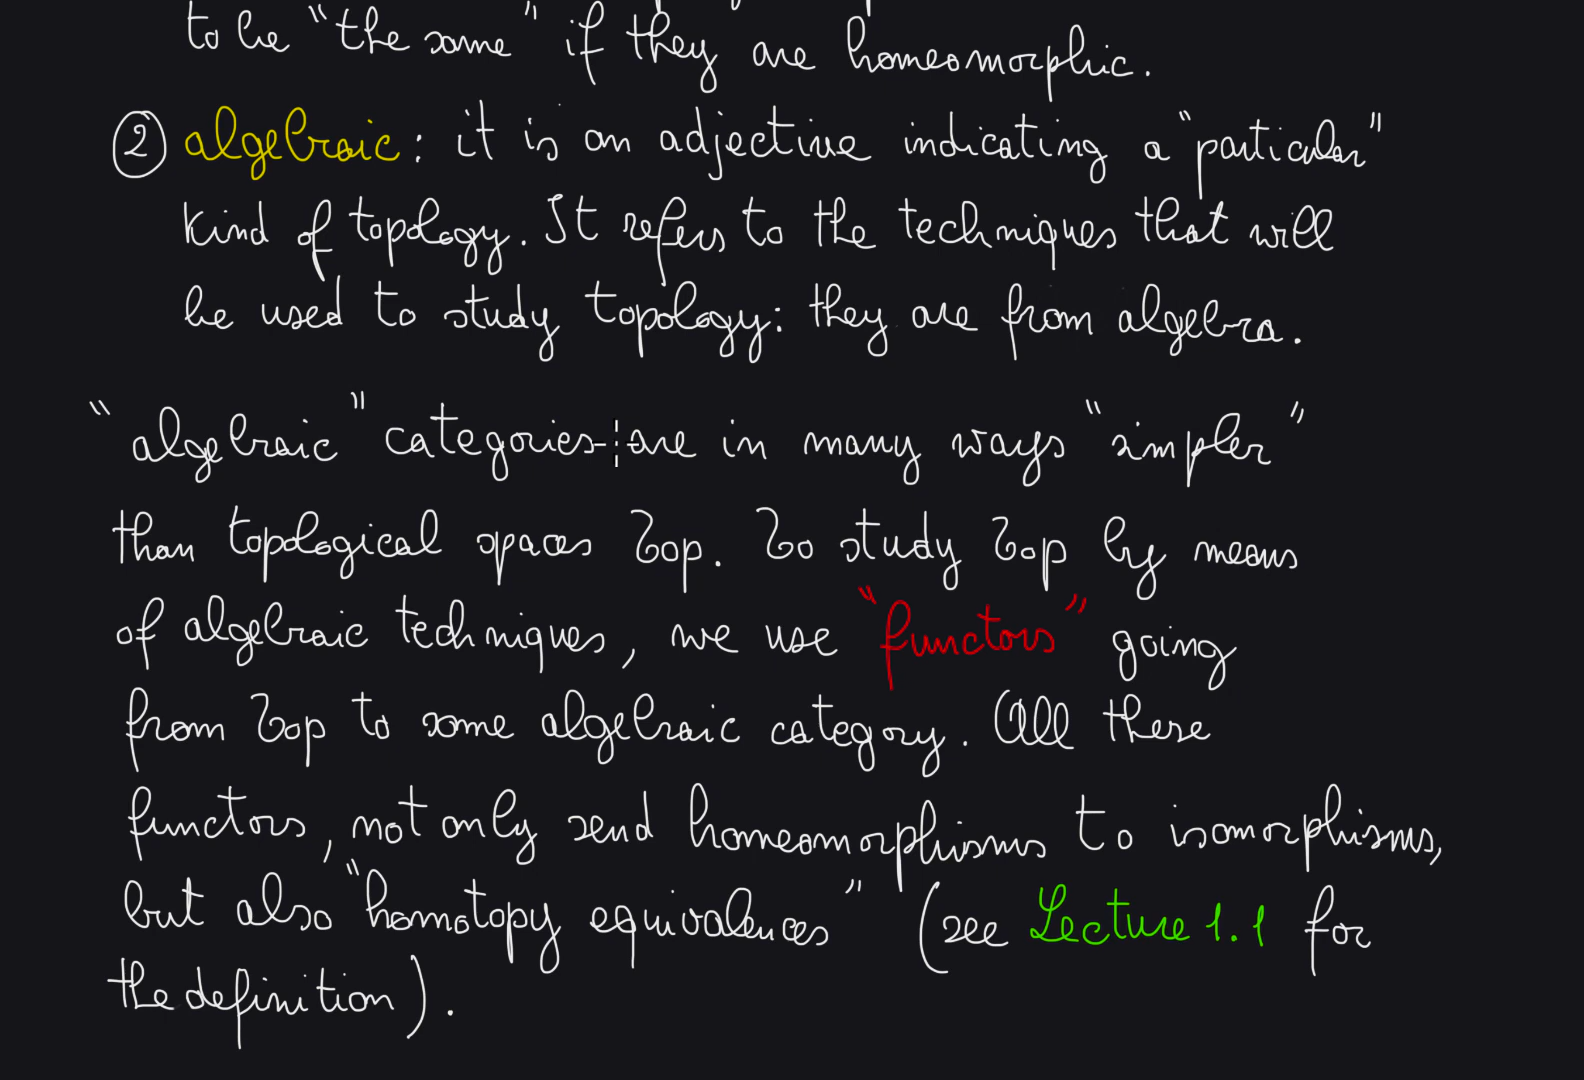 to be "the same" if they are homeomorphic.
② algebraic: it is an adjective indicating a "particular"
kind of topology. It refers to the techniques that will
be used to study topology: they are from algebra.
"algebraic" categories are in many ways "simpler"
than topological spaces Top. To study Top by means
of algebraic techniques, we use "functors" going
from Top to some algebraic category. All these
functors, not only send homeomorphisms to isomorphisms,
but also "homotopy equivalences" (see Lecture 1.1 for
the definition).